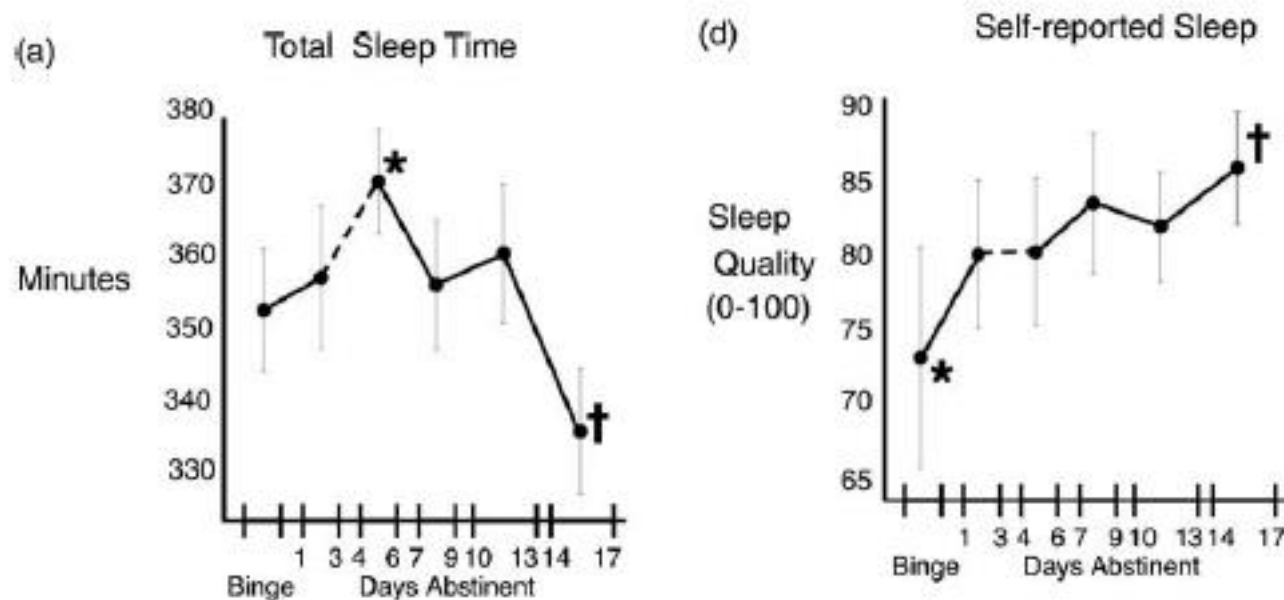 (a)
Total Sleep Time
380
370
360
350
340
330
Minutes
*
†
1 3 4 6 7 9 10 13 14 17
Binge Days Abstinent
(d)
Self-reported Sleep
90
85
80
75
70
65
Sleep
Quality
(0-100)
*
†
1 3 4 6 7 9 10 13 14 17
Binge Days Abstinent